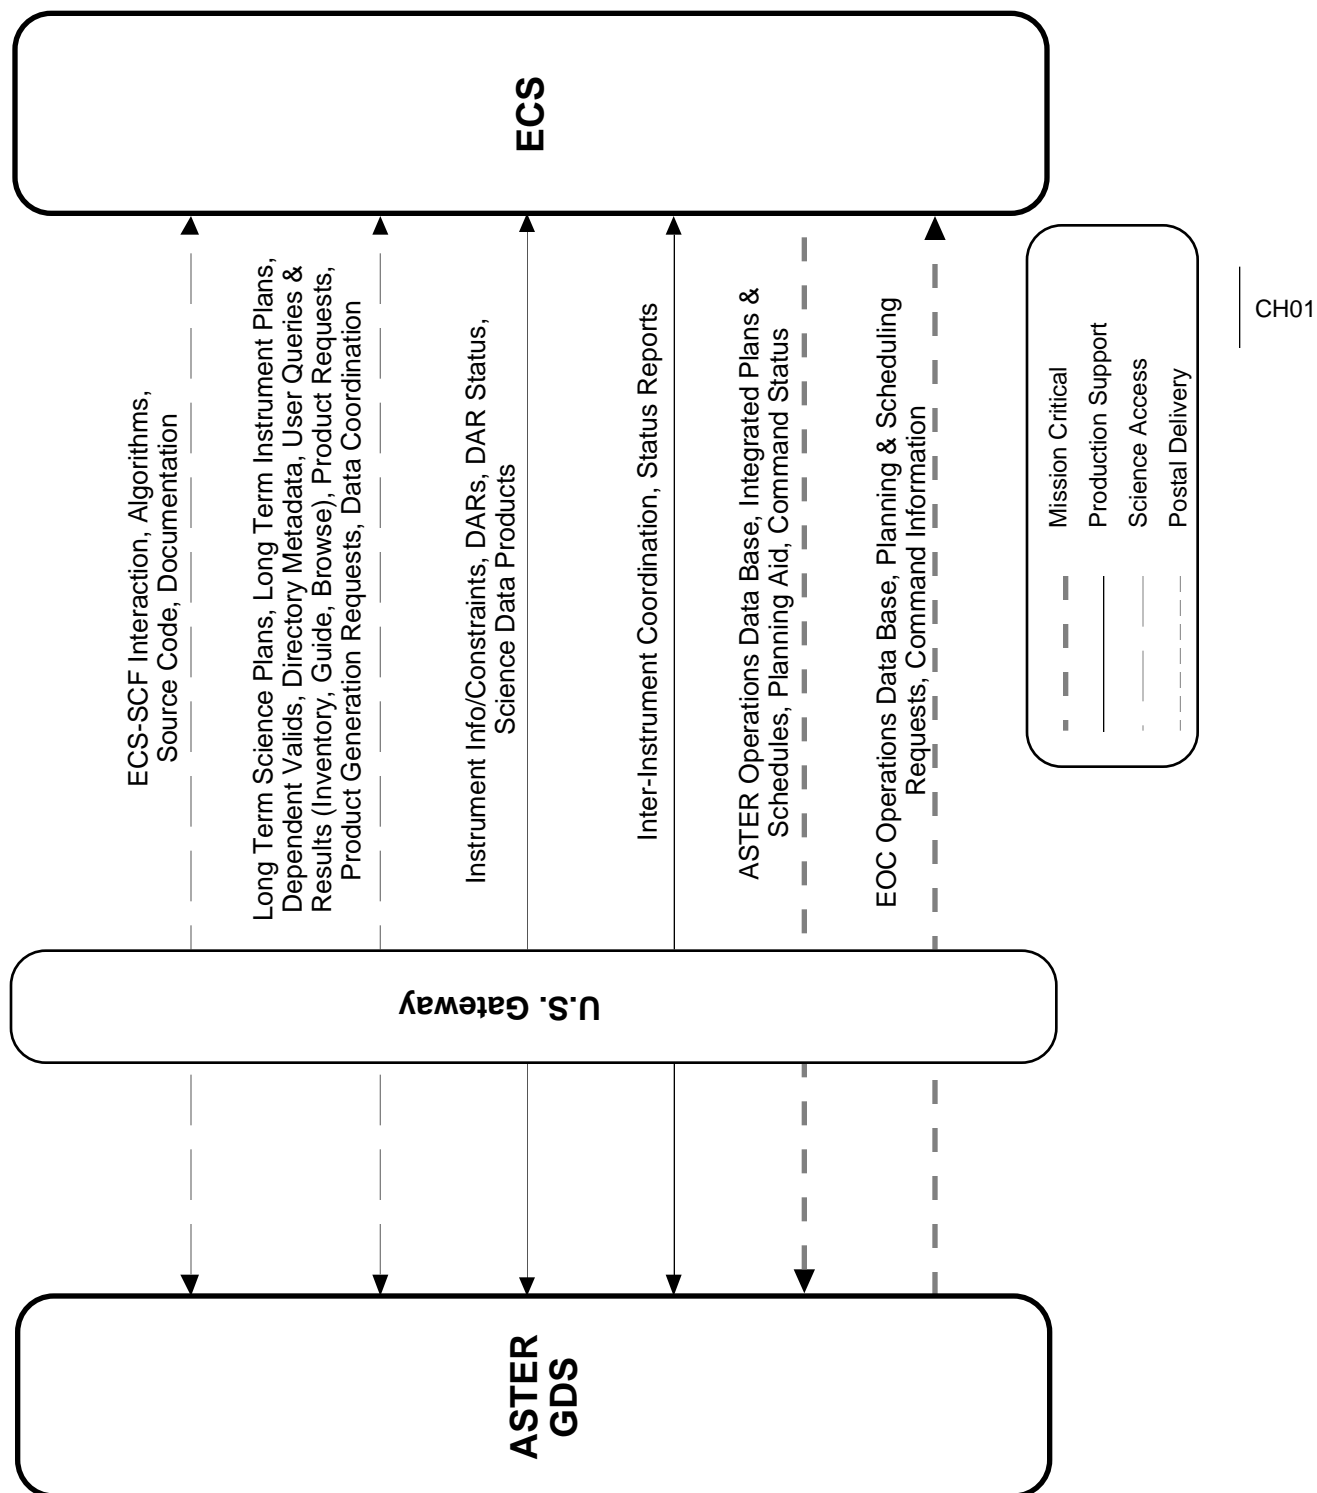 ECS
ECS-SCF Interaction, Algorithms,
Source Code, Documentation
Long Term Science Plans, Long Term Instrument Plans,
Dependent Valids, Directory Metadata, User Queries &
Results (Inventory, Guide, Browse), Product Requests,
Product Generation Requests, Data Coordination
Instrument Info/Constraints, DARs, DAR Status,
Science Data Products
Inter-Instrument Coordination, Status Reports
ASTER Operations Data Base, Integrated Plans &
Schedules, Planning Aid, Command Status
EOC Operations Data Base, Planning & Scheduling
Requests, Command Information
U.S. Gateway
ASTER
GDS
Mission Critical
Production Support
Science Access
Postal Delivery
CH01